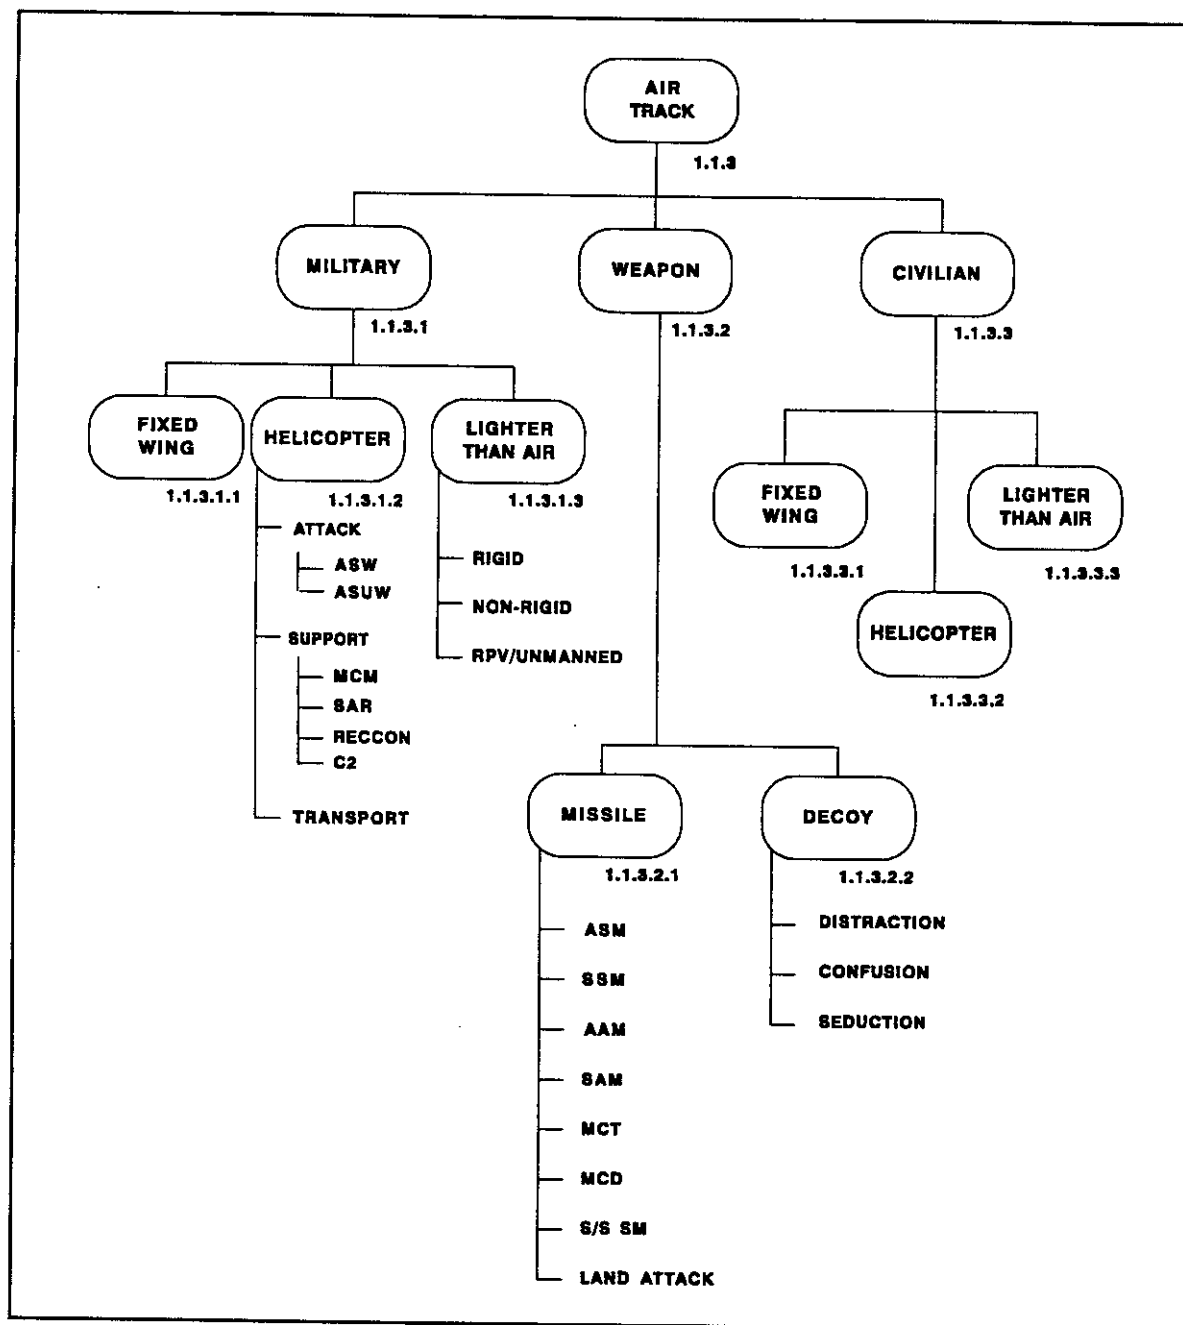 AIR
TRACK
1.1.3
MILITARY
1.1.3.1
WEAPON
1.1.3.2
CIVILIAN
1.1.3.3
FIXED
WING
1.1.3.1.1
HELICOPTER
1.1.3.1.2
ATTACK
ASW
ASUW
SUPPORT
MCM
SAR
RECCON
C2
TRANSPORT
LIGHTER
THAN AIR
1.1.3.1.3
RIGID
NON-RIGID
RPV/UNMANNED
FIXED
WING
1.1.3.3.1
HELICOPTER
1.1.3.3.2
LIGHTER
THAN AIR
1.1.3.3.3
MISSILE
1.1.3.2.1
ASM
SSM
AAM
SAM
MCT
MCD
S/S SM
LAND ATTACK
DECOY
1.1.3.2.2
DISTRACTION
CONFUSION
SEDUCTION